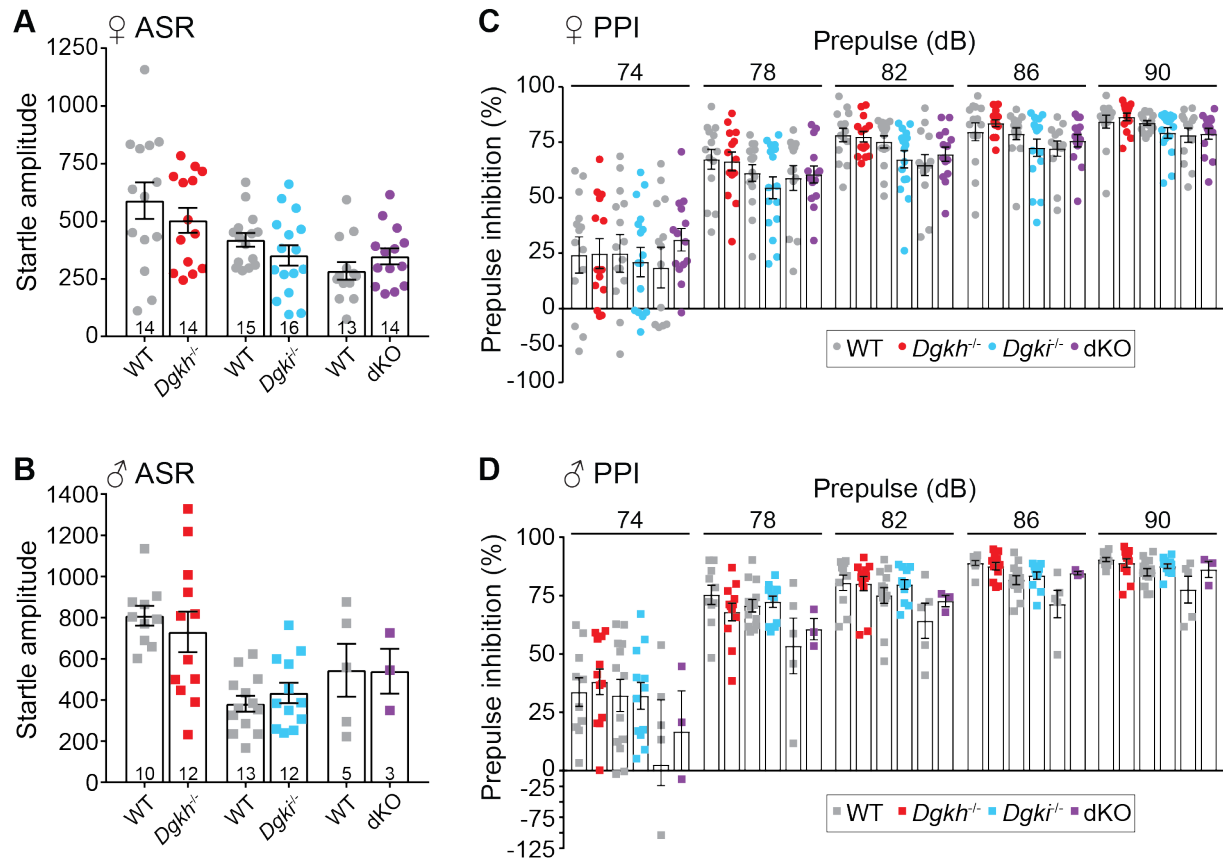 A ♀ ASR
Startle amplitude
1250
1000
750
500
250
0
14 14 15 16 13 14
WT Dgkh-/- WT Dgki-/- WT dKO
B ♂ ASR
Startle amplitude
1400
1200
1000
800
600
400
200
0
10 12 13 12 5 3
WT Dgkh-/- WT Dgki-/- WT dKO
C ♀ PPI
Prepulse (dB)
74 78 82 86 90
Prepulse inhibition (%)
100
75
50
25
0
-50
-100
WT Dgkh-/- Dgki-/- dKO
D ♂ PPI
Prepulse (dB)
74 78 82 86 90
Prepulse inhibition (%)
100
75
50
25
0
-25
-75
-125
WT Dgkh-/- Dgki-/- dKO